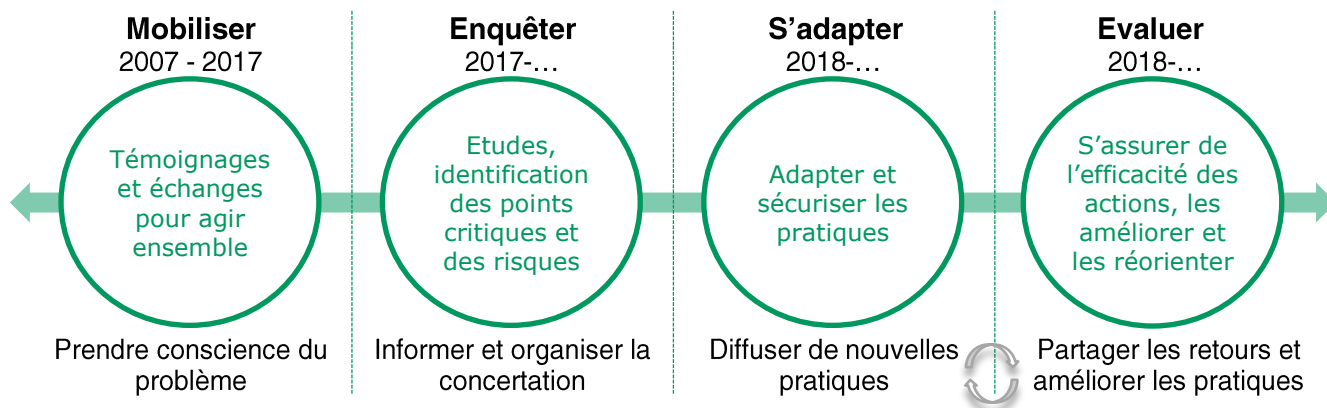 Mobiliser
2007 - 2017
Témoignages
et échanges
pour agir
ensemble
Prendre conscience du
problème
Enquêter
2017-…
Etudes,
identification
des points
critiques et
des risques
Informer et organiser la
concertation
S’adapter
2018-…
Adapter et
sécuriser les
pratiques
Diffuser de nouvelles
pratiques
Evaluer
2018-…
S’assurer de
l’efficacité des
actions, les
améliorer et
les réorienter
Partager les retours et
améliorer les pratiques